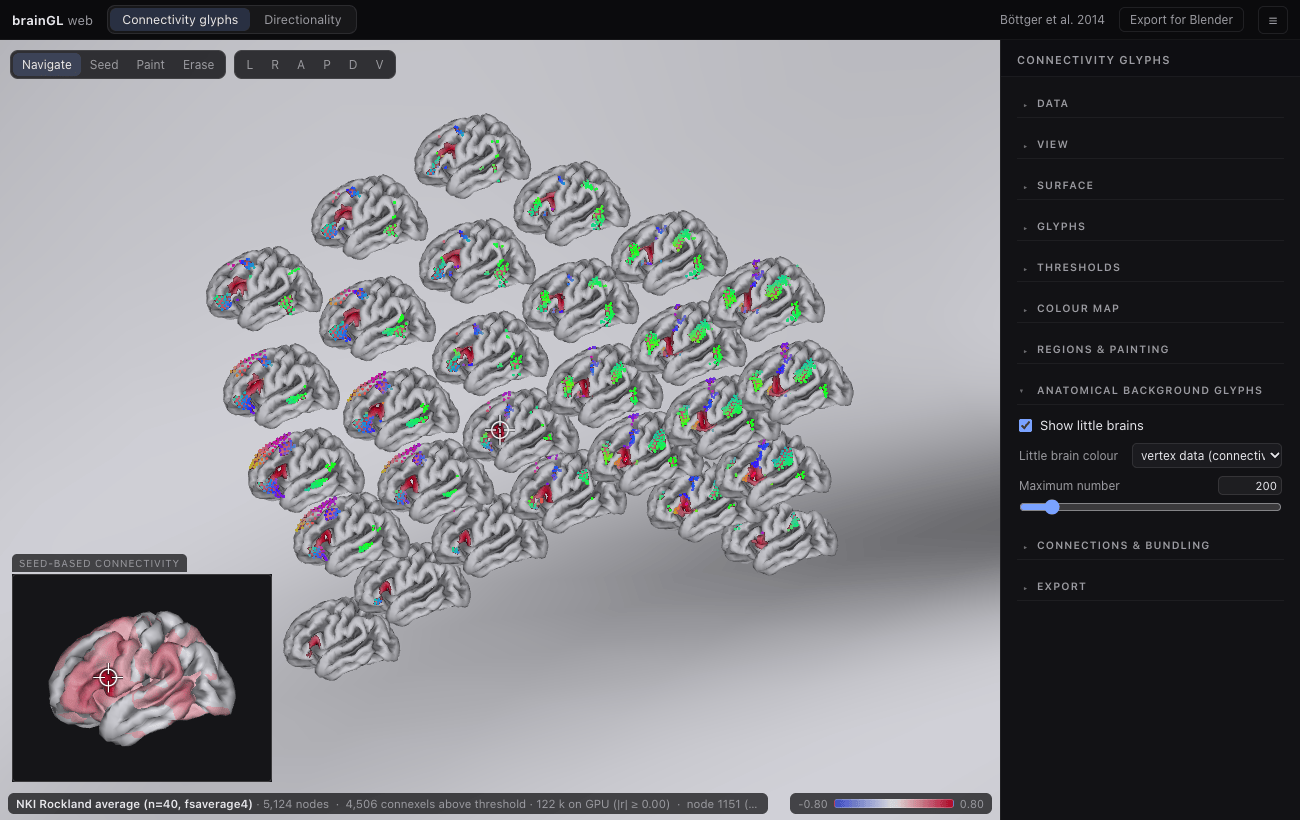 brainGL web
Connectivity glyphs
Directionality
Böttger et al. 2014
Export for Blender
≡
Navigate
Seed
Paint
Erase
L R A P D V
CONNECTIVITY GLYPHS
DATA
VIEW
SURFACE
GLYPHS
THRESHOLDS
COLOUR MAP
REGIONS & PAINTING
ANATOMICAL BACKGROUND GLYPHS
Show little brains
Little brain colour
vertex data (connectiv
Maximum number
200
CONNECTIONS & BUNDLING
EXPORT
SEED-BASED CONNECTIVITY
NKI Rockland average (n=40, fsaverage4) · 5,124 nodes · 4,506 connexels above threshold · 122 k on GPU (|r| ≥ 0.00) · node 1151 (...
-0.80
0.80